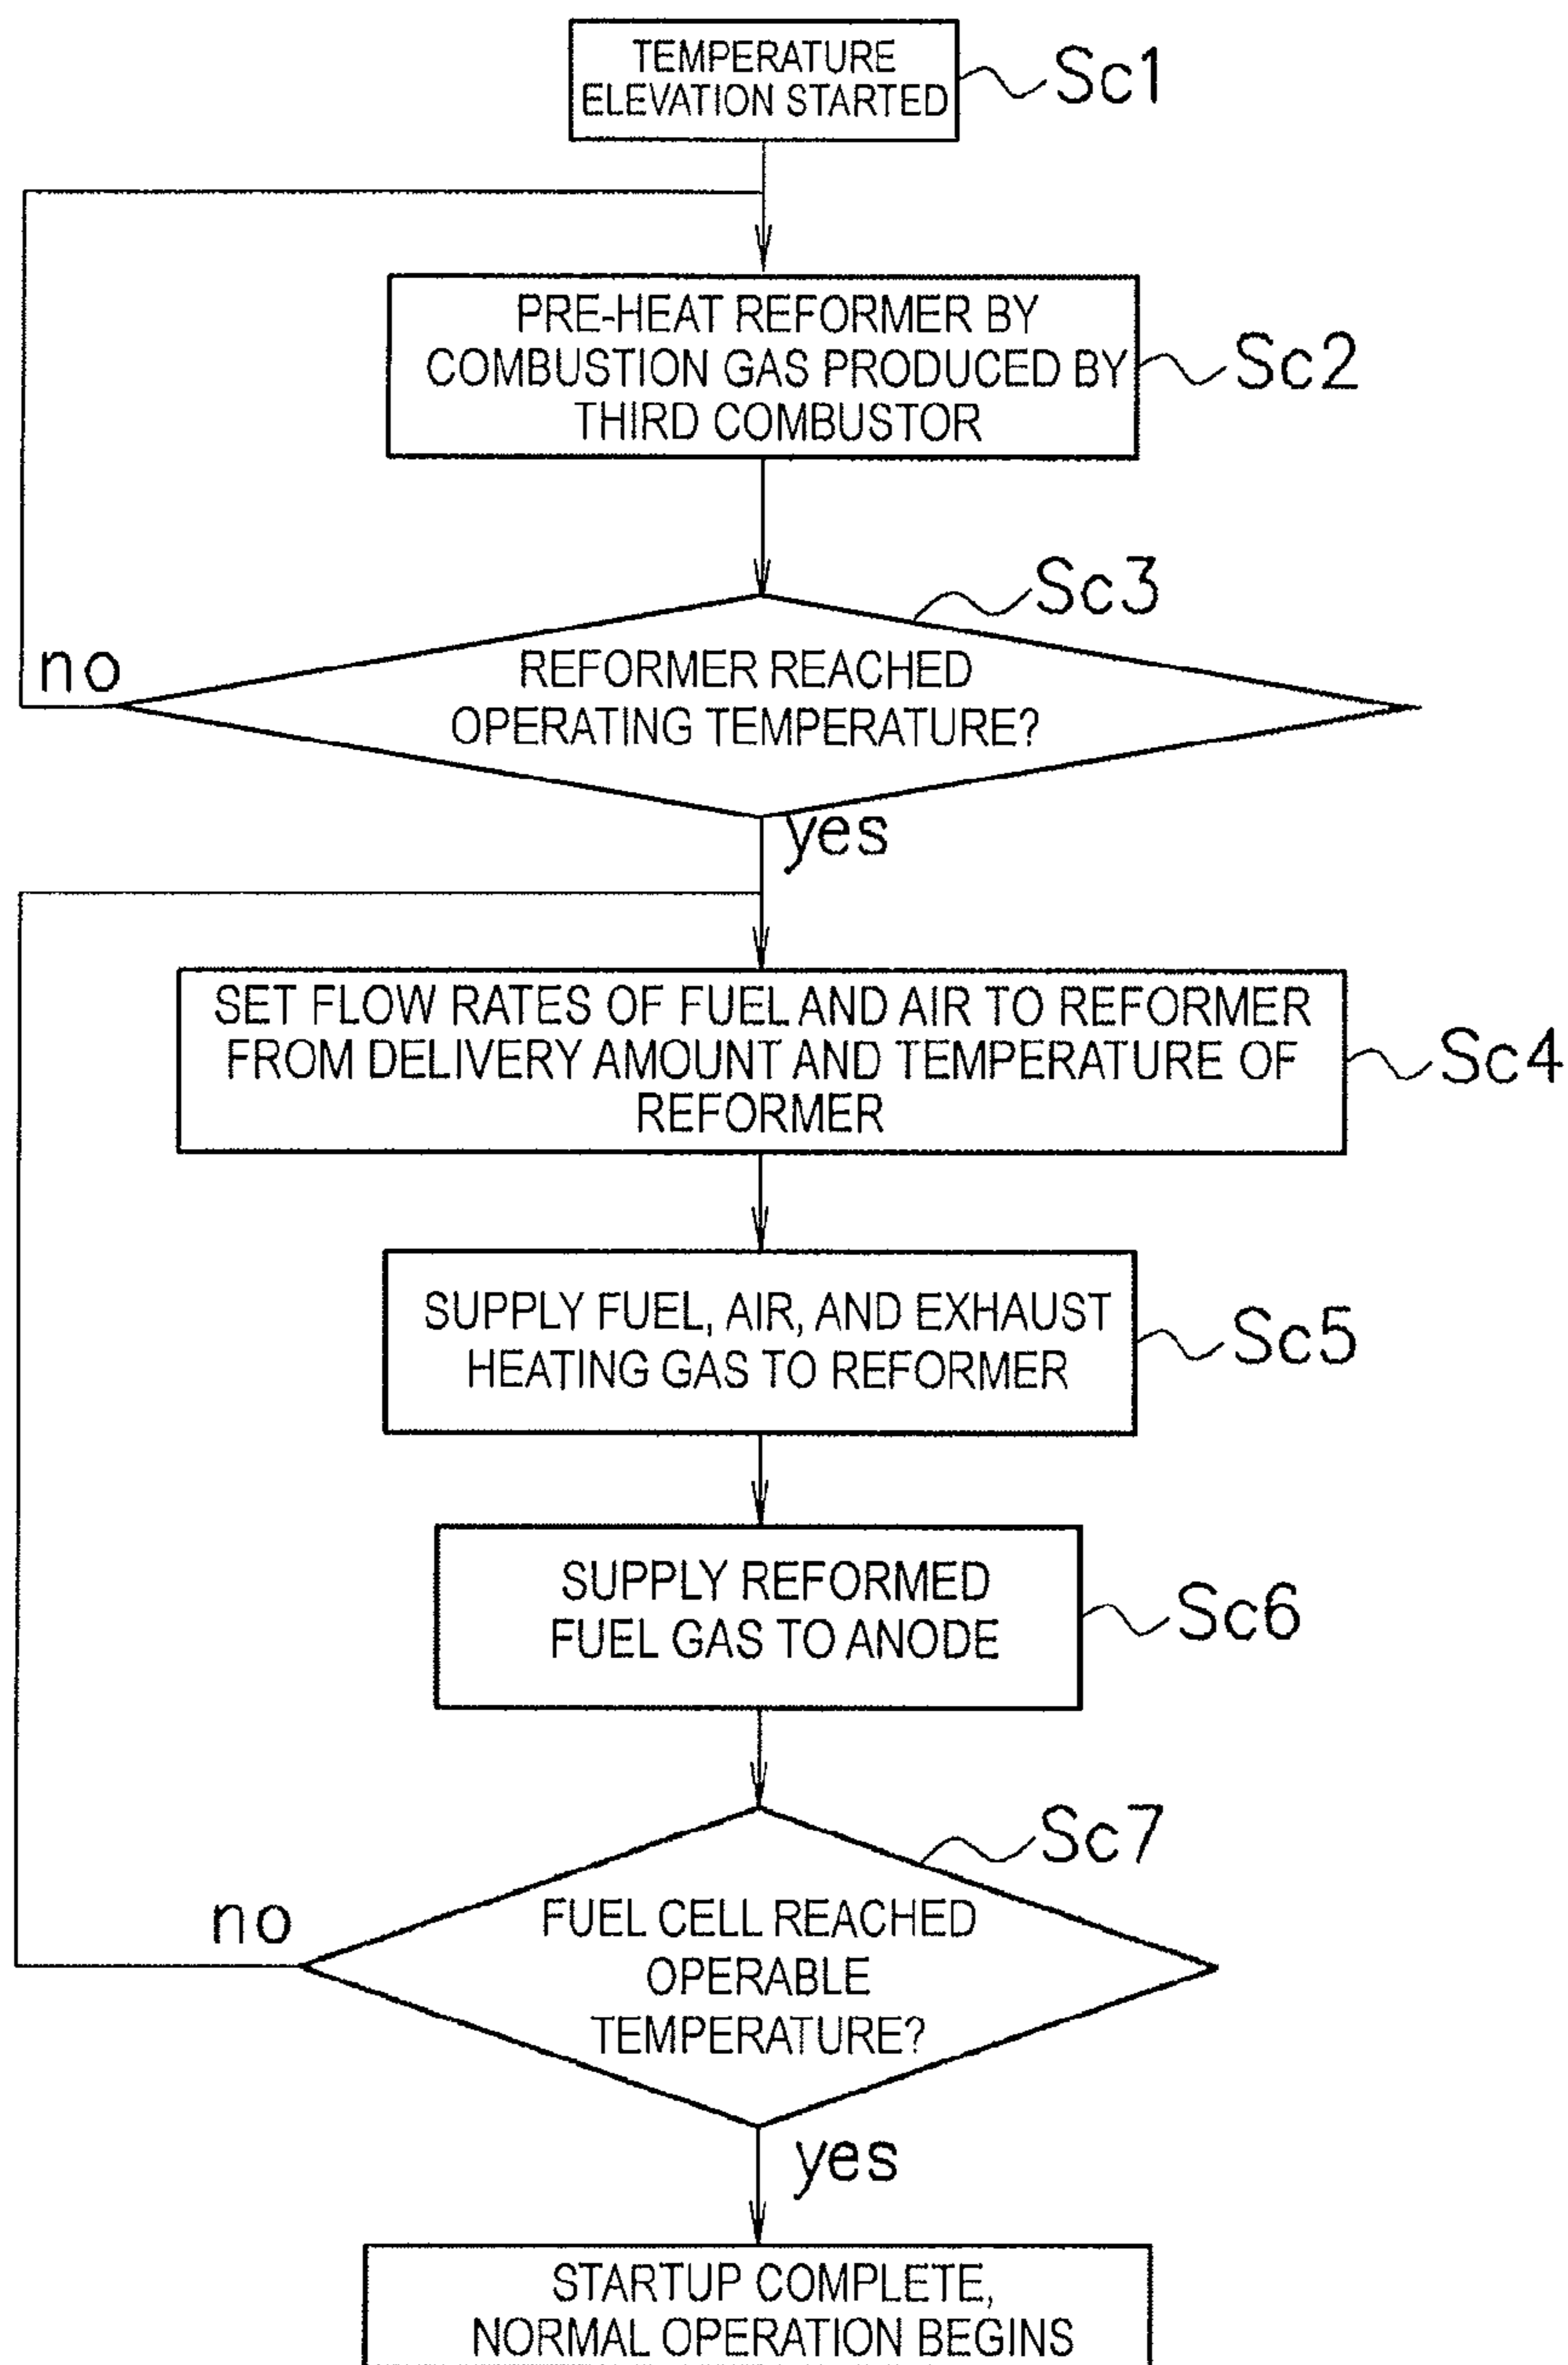 TEMPERATURE
ELEVATION STARTED
Sc1
PRE-HEAT REFORMER BY
COMBUSTION GAS PRODUCED BY
THIRD COMBUSTOR
Sc2
Sc3
REFORMER REACHED
OPERATING TEMPERATURE?
no
yes
SET FLOW RATES OF FUEL AND AIR TO REFORMER
FROM DELIVERY AMOUNT AND TEMPERATURE OF
REFORMER
Sc4
SUPPLY FUEL, AIR, AND EXHAUST
HEATING GAS TO REFORMER
Sc5
SUPPLY REFORMED
FUEL GAS TO ANODE
Sc6
Sc7
FUEL CELL REACHED
OPERABLE
TEMPERATURE?
no
yes
STARTUP COMPLETE,
NORMAL OPERATION BEGINS